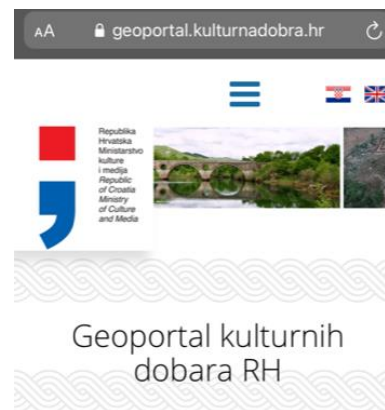 AA geoportal.kulturnadobra.hr
Republika
Hrvatska
Ministarstvo
kulture
i medija
Republic
of Croatia
Ministry
of Culture
and Media
Geoportal kulturnih
dobara RH